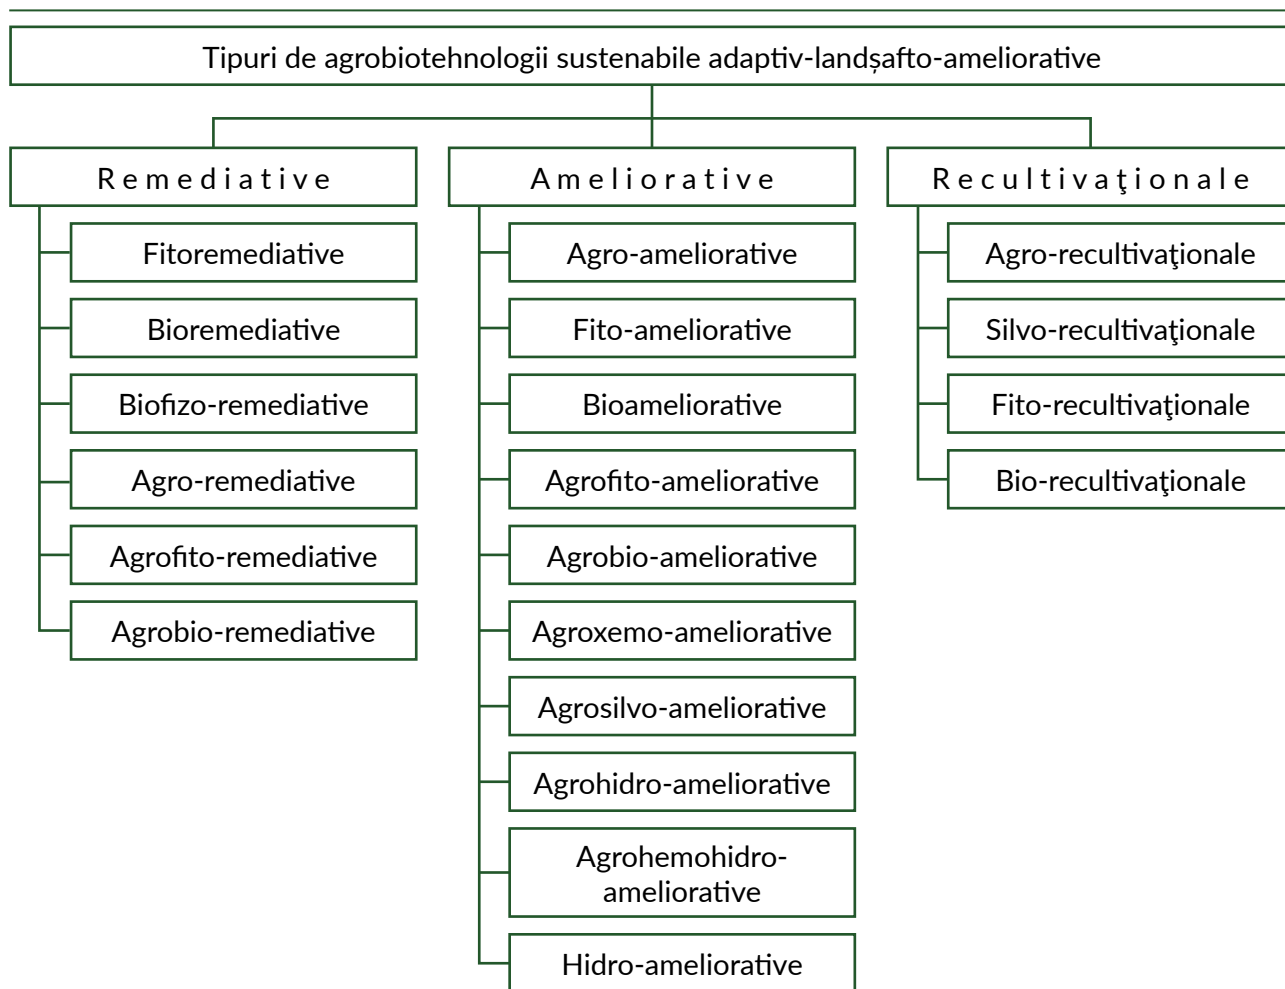 Tipuri de agrobiotehnologii sustenabile adaptiv-landșafto-ameliorative
Remediative
Fitoremediative
Bioremediative
Biofizo-remediative
Agro-remediative
Agrofito-remediative
Agrobio-remediative
Ameliorative
Agro-ameliorative
Fito-ameliorative
Bioameliorative
Agrofito-ameliorative
Agrobio-ameliorative
Agroxemo-ameliorative
Agrosilvo-ameliorative
Agrohidro-ameliorative
Agrohemohidro-
ameliorative
Hidro-ameliorative
Recultivaţionale
Agro-recultivaţionale
Silvo-recultivaţionale
Fito-recultivaţionale
Bio-recultivaţionale